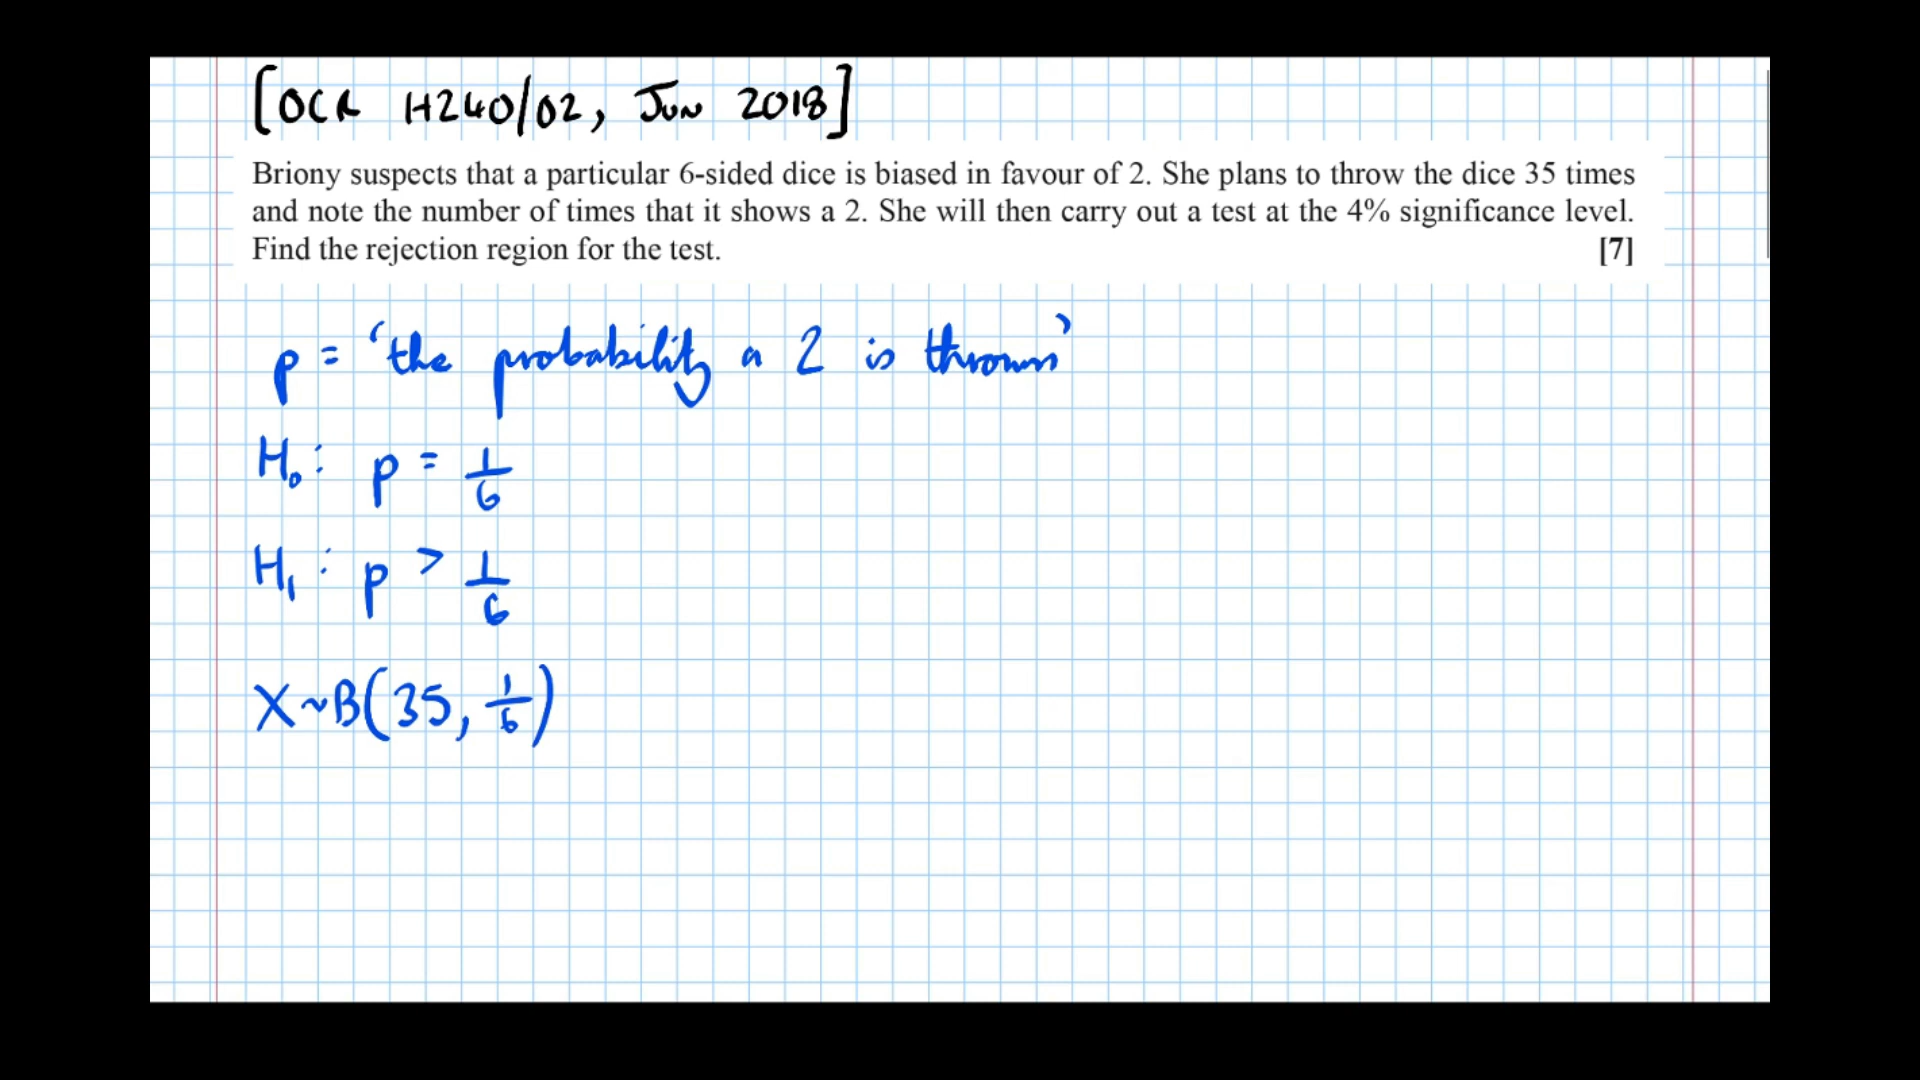 [OCR H240/02, Jun 2018]
Briony suspects that a particular 6-sided dice is biased in favour of 2. She plans to throw the dice 35 times
and note the number of times that it shows a 2. She will then carry out a test at the 4% significance level.
Find the rejection region for the test. [7]
p = 'the probability a 2 is thrown'
H₀: p = 1/6
H₁: p > 1/6
X~B(35, 1/6)